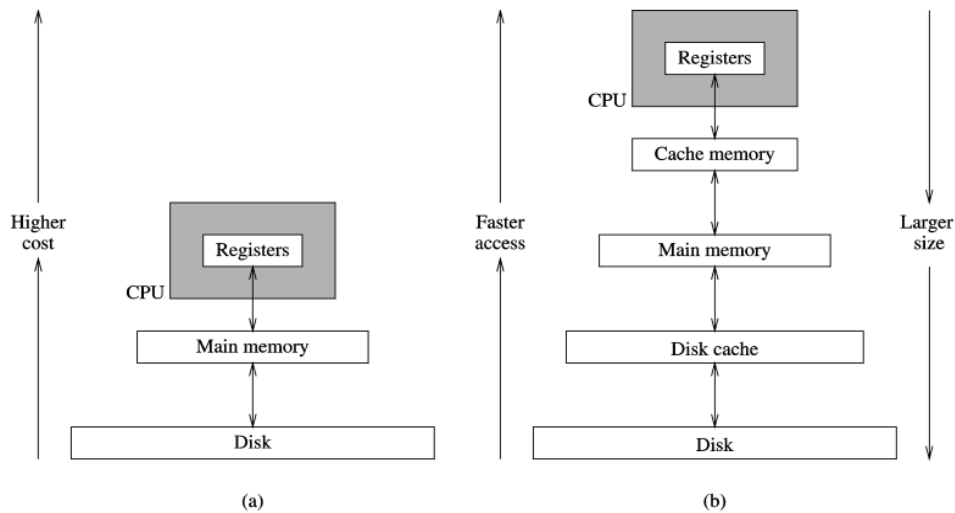 Higher
cost
Registers
CPU
Main memory
Disk
(a)
Faster
access
Registers
CPU
Cache memory
Main memory
Disk cache
Disk
(b)
Larger
size